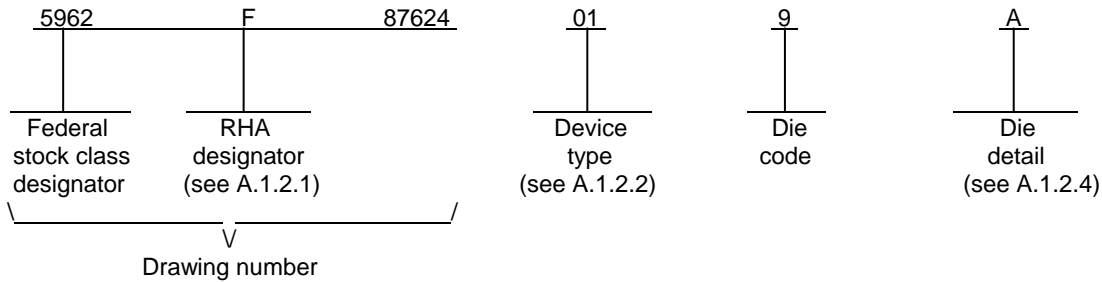 5962 F 87624 01 9 A
Federal stock class designator
RHA designator (see A.1.2.1)
Device type (see A.1.2.2)
Die code
Die detail (see A.1.2.4)
\ /
\/
Drawing number